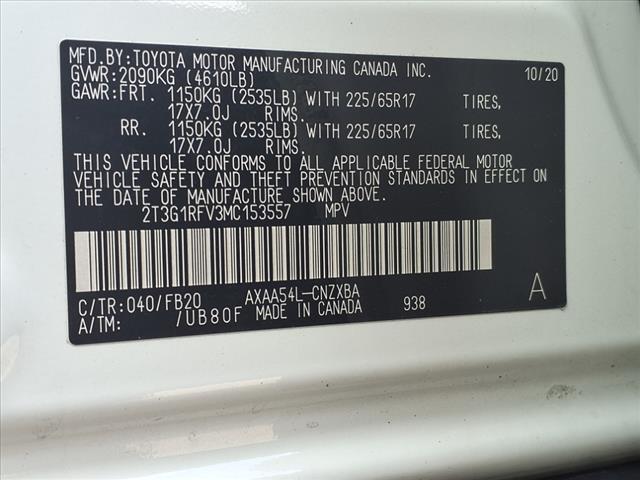 MFD.BY:TOYOTA MOTOR MANUFACTURING CANADA INC. 10/20
GVWR:2090KG (4610LB)
GAWR:FRT. 1150KG (2535LB) WITH 225/65R17 TIRES,
17X7.0J RIMS.
RR. 1150KG (2535LB) WITH 225/65R17 TIRES,
17X7.0J RIMS.
THIS VEHICLE CONFORMS TO ALL APPLICABLE FEDERAL MOTOR
VEHICLE SAFETY AND THEFT PREVENTION STANDARDS IN EFFECT ON
THE DATE OF MANUFACTURE SHOWN ABOVE.
2T3G1RFV3MC153557 MPV
C/TR:040/FB20 AXAA54L-CNZXBA 938 A
A/TM: /UB80F MADE IN CANADA